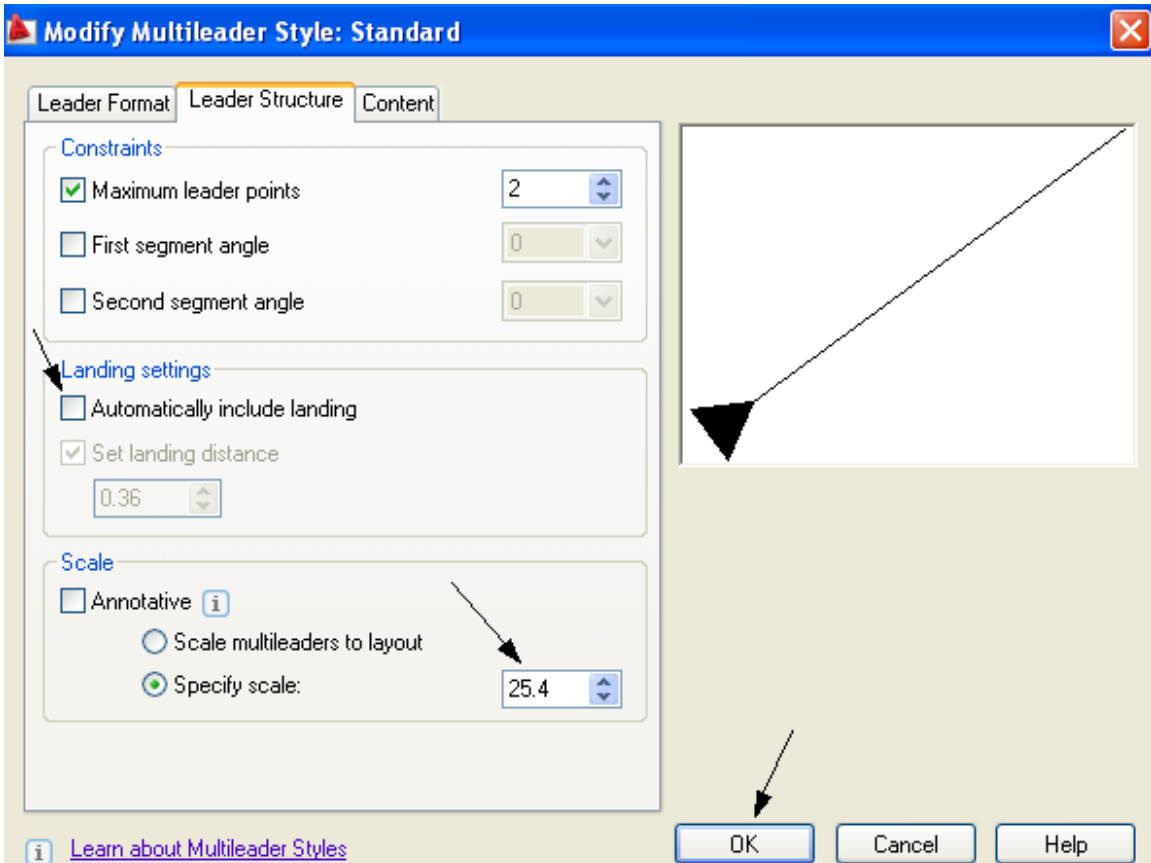 Modify Multileader Style: Standard
Leader Format Leader Structure Content
Constraints
Maximum leader points 2
First segment angle 0
Second segment angle 0
Landing settings
Automatically include landing
Set landing distance
0.36
Scale
Annotative i
Scale multileaders to layout
Specify scale: 25.4
i Learn about Multileader Styles
OK Cancel Help